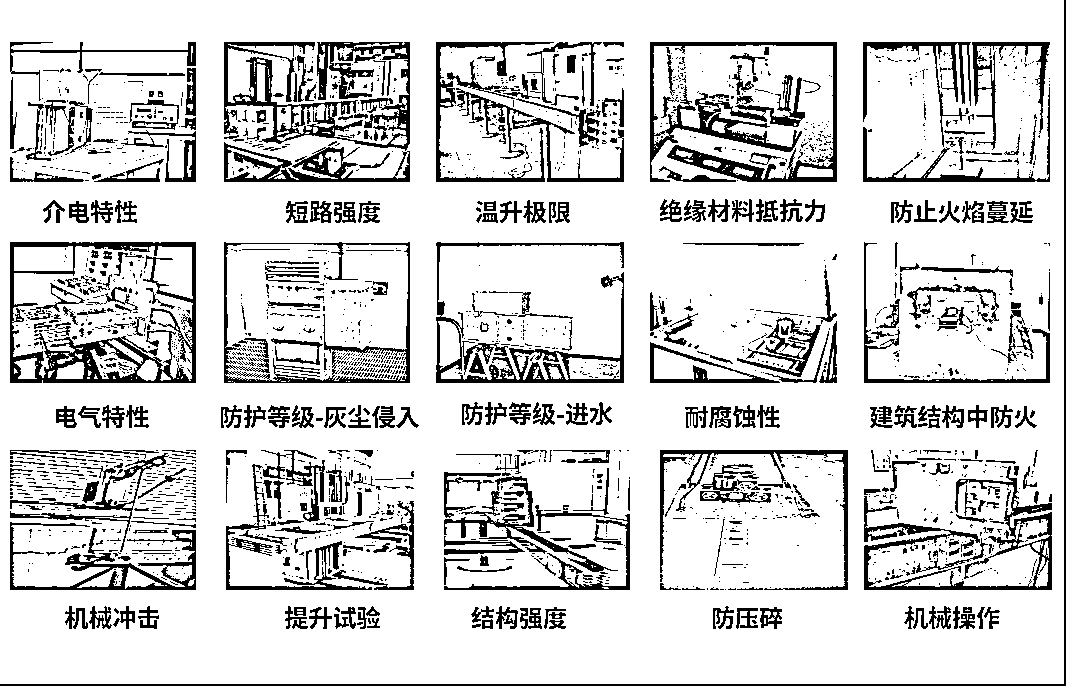 介电特性
短路强度
温升极限
绝缘材料抵抗力
防止火焰蔓延
电气特性
防护等级-灰尘侵入
防护等级-进水
耐腐蚀性
建筑结构中防火
机械冲击
提升试验
结构强度
防压碎
机械操作